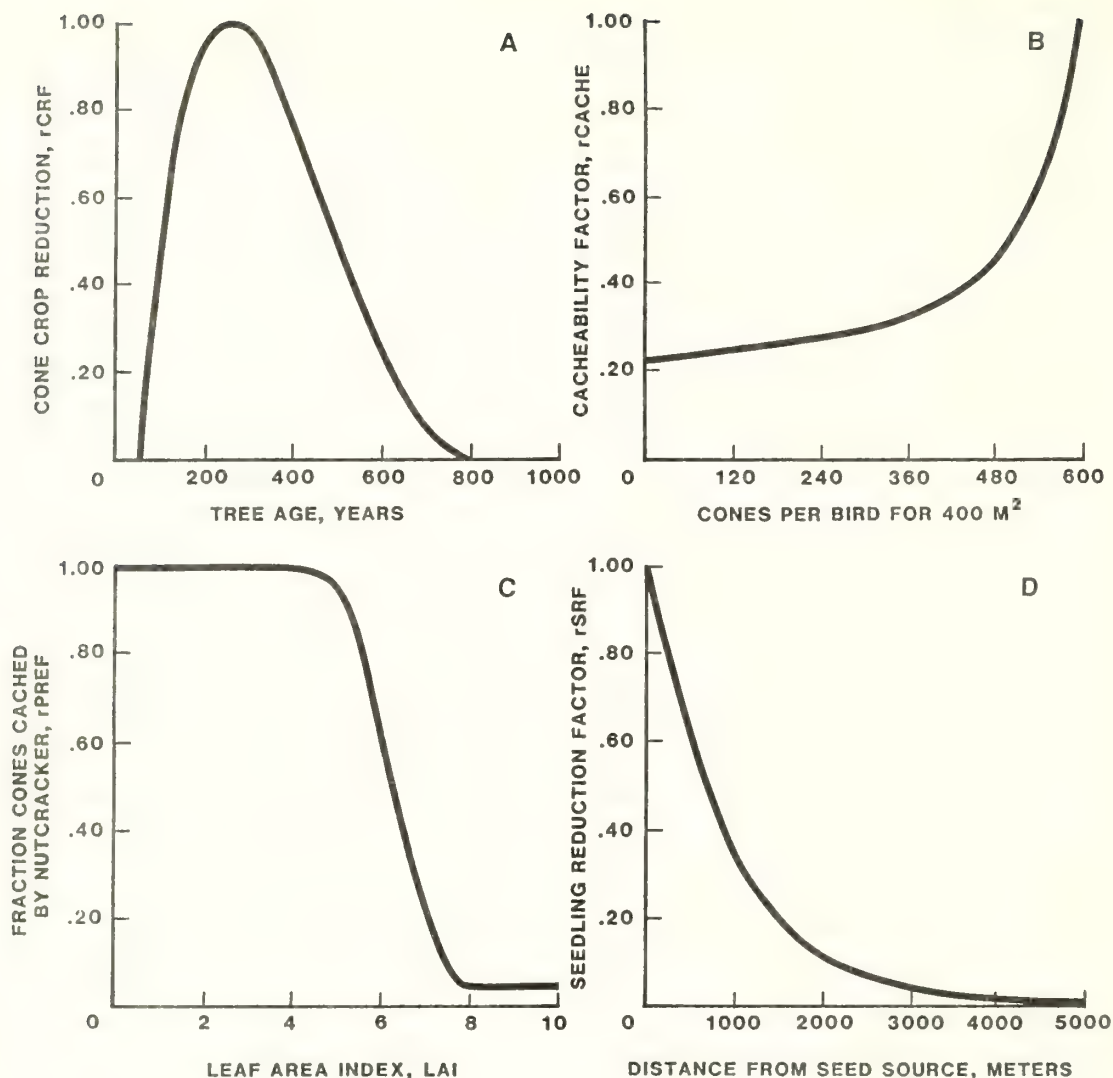 A
CONE CROP REDUCTION, rCRF
1.00
.80
.60
.40
.20
0
200 400 600 800 1000
TREE AGE, YEARS
B
CACHEABILITY FACTOR, rCACHE
1.00
.80
.60
.40
.20
0 120 240 360 480 600
CONES PER BIRD FOR 400 M²
C
FRACTION CONES CACHED
BY NUTCRACKER, rPREF
1.00
.80
.60
.40
.20
0 2 4 6 8 10
LEAF AREA INDEX, LAI
D
SEEDLING REDUCTION FACTOR, rSRF
1.00
.80
.60
.40
.20
0 1000 2000 3000 4000 5000
DISTANCE FROM SEED SOURCE, METERS